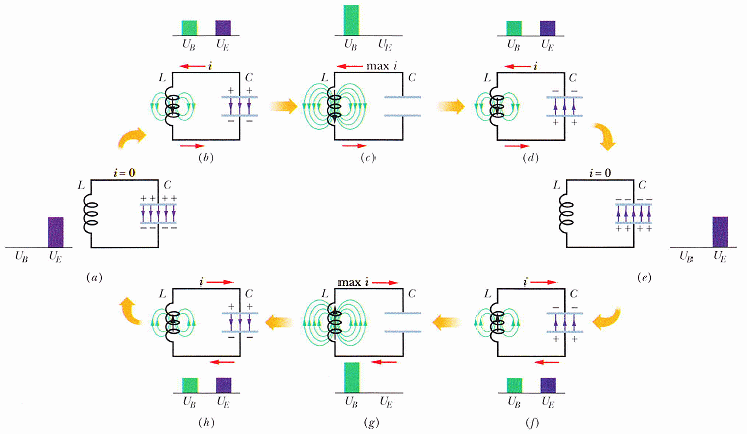 U_B U_E
U_B U_E
U_B U_E
i
max i
i
L C
L C
L C
+ + +
- - -
- - -
+ + +
(b)
(c)
(d)
i = 0
i = 0
L C
L C
+ + + + +
- - - - -
- - - - -
+ + + + +
U_B U_E
U_B U_E
(a)
(e)
i
max i
i
L C
L C
L C
+ +
- -
- -
+ +
U_B U_E
U_B U_E
U_B U_E
(h)
(g)
(f)